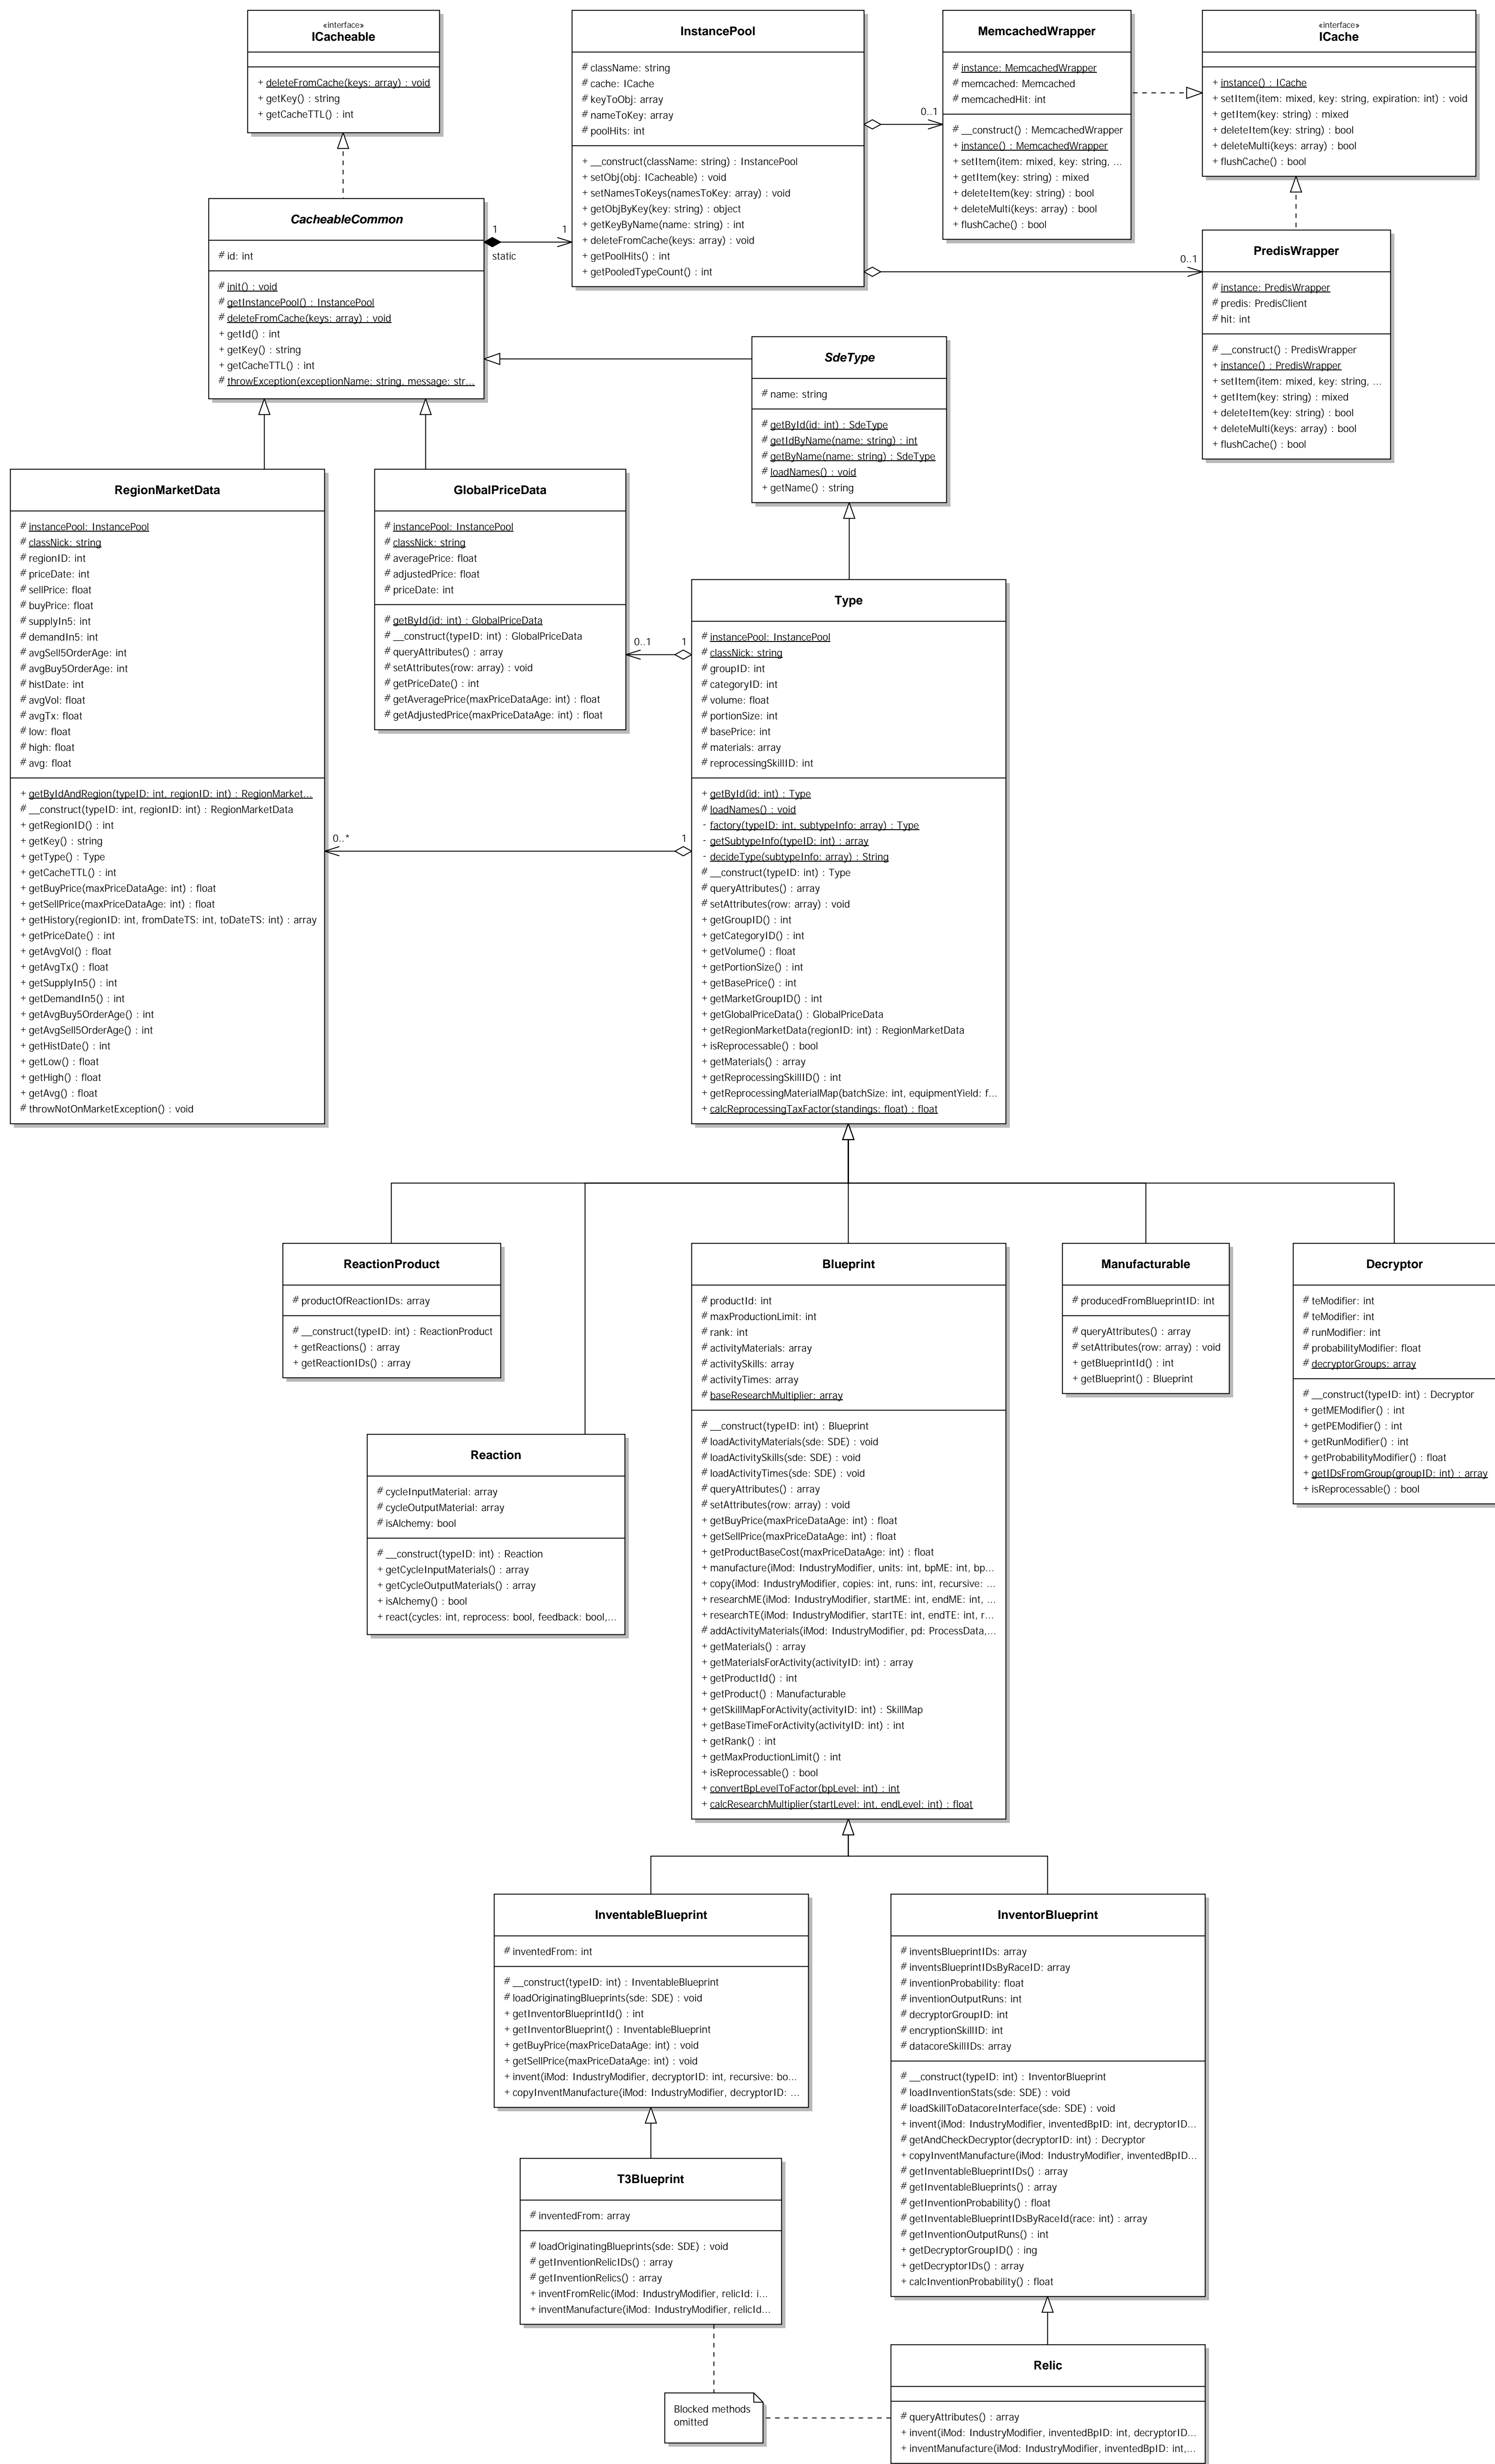 «interface»
ICacheable
+ deleteFromCache(keys: array) : void
+ getKey() : string
+ getCacheTTL() : int
InstancePool
# className: string
# cache: ICache
# keyToObj: array
# nameToKey: array
# poolHits: int
+ __construct(className: string) : InstancePool
+ setObj(obj: ICacheable) : void
+ setNamesToKeys(namesToKey: array) : void
+ getObjByKey(key: string) : object
+ getKeyByName(name: string) : int
+ deleteFromCache(keys: array) : void
+ getPoolHits() : int
+ getPooledTypeCount() : int
MemcachedWrapper
# instance: MemcachedWrapper
# memcached: Memcached
# memcachedHit: int
# __construct() : MemcachedWrapper
+ instance() : MemcachedWrapper
+ setItem(item: mixed, key: string, ...
+ getItem(key: string) : mixed
+ deleteItem(key: string) : bool
+ deleteMulti(keys: array) : bool
+ flushCache() : bool
«interface»
ICache
+ instance() : ICache
+ setItem(item: mixed, key: string, expiration: int) : void
+ getItem(key: string) : mixed
+ deleteItem(key: string) : bool
+ deleteMulti(keys: array) : bool
+ flushCache() : bool
0..1
CacheableCommon
# id: int
# init() : void
# getInstancePool() : InstancePool
# deleteFromCache(keys: array) : void
+ getId() : int
+ getKey() : string
+ getCacheTTL() : int
# throwException(exceptionName: string, message: str...
1
1
static
0..1
PredisWrapper
# instance: PredisWrapper
# predis: PredisClient
# hit: int
# __construct() : PredisWrapper
+ instance() : PredisWrapper
+ setItem(item: mixed, key: string, ...
+ getItem(key: string) : mixed
+ deleteItem(key: string) : bool
+ deleteMulti(keys: array) : bool
+ flushCache() : bool
SdeType
# name: string
# getById(id: int) : SdeType
# getIdByName(name: string) : int
# getByName(name: string) : SdeType
# loadNames() : void
+ getName() : string
RegionMarketData
# instancePool: InstancePool
# classNick: string
# regionID: int
# priceDate: int
# sellPrice: float
# buyPrice: float
# supplyIn5: int
# demandIn5: int
# avgSell5OrderAge: int
# avgBuy5OrderAge: int
# histDate: int
# avgVol: float
# avgTx: float
# low: float
# high: float
# avg: float
+ getByIdAndRegion(typeID: int, regionID: int) : RegionMarket...
# __construct(typeID: int, regionID: int) : RegionMarketData
+ getRegionID() : int
+ getKey() : string
+ getType() : Type
+ getCacheTTL() : int
+ getBuyPrice(maxPriceDataAge: int) : float
+ getSellPrice(maxPriceDataAge: int) : float
+ getHistory(regionID: int, fromDateTS: int, toDateTS: int) : array
+ getPriceDate() : int
+ getAvgVol() : float
+ getAvgTx() : float
+ getSupplyIn5() : int
+ getDemandIn5() : int
+ getAvgBuy5OrderAge() : int
+ getAvgSell5OrderAge() : int
+ getHistDate() : int
+ getLow() : float
+ getHigh() : float
+ getAvg() : float
# throwNotOnMarketException() : void
GlobalPriceData
# instancePool: InstancePool
# classNick: string
# averagePrice: float
# adjustedPrice: float
# priceDate: int
# getById(id: int) : GlobalPriceData
# __construct(typeID: int) : GlobalPriceData
# queryAttributes() : array
# setAttributes(row: array) : void
+ getPriceDate() : int
+ getAveragePrice(maxPriceDataAge: int) : float
+ getAdjustedPrice(maxPriceDataAge: int) : float
0..1
1
0..*
1
Type
# instancePool: InstancePool
# classNick: string
# groupID: int
# categoryID: int
# volume: float
# portionSize: int
# basePrice: int
# materials: array
# reprocessingSkillID: int
+ getById(id: int) : Type
# loadNames() : void
- factory(typeID: int, subtypeInfo: array) : Type
- getSubtypeInfo(typeID: int) : array
- decideType(subtypeInfo: array) : String
# __construct(typeID: int) : Type
# queryAttributes() : array
# setAttributes(row: array) : void
+ getGroupID() : int
+ getCategoryID() : int
+ getVolume() : float
+ getPortionSize() : int
+ getBasePrice() : int
+ getMarketGroupID() : int
+ getGlobalPriceData() : GlobalPriceData
+ getRegionMarketData(regionID: int) : RegionMarketData
+ isReprocessable() : bool
+ getMaterials() : array
+ getReprocessingSkillID() : int
+ getReprocessingMaterialMap(batchSize: int, equipmentYield: f...
+ calcReprocessingTaxFactor(standings: float) : float
ReactionProduct
# productOfReactionIDs: array
# __construct(typeID: int) : ReactionProduct
+ getReactions() : array
+ getReactionIDs() : array
Reaction
# cycleInputMaterial: array
# cycleOutputMaterial: array
# isAlchemy: bool
# __construct(typeID: int) : Reaction
+ getCycleInputMaterials() : array
+ getCycleOutputMaterials() : array
+ isAlchemy() : bool
+ react(cycles: int, reprocess: bool, feedback: bool,...
Blueprint
# productId: int
# maxProductionLimit: int
# rank: int
# activityMaterials: array
# activitySkills: array
# activityTimes: array
# baseResearchMultiplier: array
# __construct(typeID: int) : Blueprint
# loadActivityMaterials(sde: SDE) : void
# loadActivitySkills(sde: SDE) : void
# loadActivityTimes(sde: SDE) : void
# queryAttributes() : array
# setAttributes(row: array) : void
+ getBuyPrice(maxPriceDataAge: int) : float
+ getSellPrice(maxPriceDataAge: int) : float
+ getProductBaseCost(maxPriceDataAge: int) : float
+ manufacture(iMod: IndustryModifier, units: int, bpME: int, bp...
+ copy(iMod: IndustryModifier, copies: int, runs: int, recursive: ...
+ researchME(iMod: IndustryModifier, startME: int, endME: int, ...
+ researchTE(iMod: IndustryModifier, startTE: int, endTE: int, r...
# addActivityMaterials(iMod: IndustryModifier, pd: ProcessData,...
+ getMaterials() : array
+ getMaterialsForActivity(activityID: int) : array
+ getProductId() : int
+ getProduct() : Manufacturable
+ getSkillMapForActivity(activityID: int) : SkillMap
+ getBaseTimeForActivity(activityID: int) : int
+ getRank() : int
+ getMaxProductionLimit() : int
+ isReprocessable() : bool
+ convertBpLevelToFactor(bpLevel: int) : int
+ calcResearchMultiplier(startLevel: int, endLevel: int) : float
Manufacturable
# producedFromBlueprintID: int
# queryAttributes() : array
# setAttributes(row: array) : void
+ getBlueprintId() : int
+ getBlueprint() : Blueprint
Decryptor
# teModifier: int
# teModifier: int
# runModifier: int
# probabilityModifier: float
# decryptorGroups: array
# __construct(typeID: int) : Decryptor
+ getMEModifier() : int
+ getPEModifier() : int
+ getRunModifier() : int
+ getProbabilityModifier() : float
+ getIDsFromGroup(groupID: int) : array
+ isReprocessable() : bool
InventableBlueprint
# inventedFrom: int
# __construct(typeID: int) : InventableBlueprint
# loadOriginatingBlueprints(sde: SDE) : void
+ getInventorBlueprintId() : int
+ getInventorBlueprint() : InventableBlueprint
+ getBuyPrice(maxPriceDataAge: int) : void
+ getSellPrice(maxPriceDataAge: int) : void
+ invent(iMod: IndustryModifier, decryptorID: int, recursive: bo...
+ copyInventManufacture(iMod: IndustryModifier, decryptorID: ...
InventorBlueprint
# inventsBlueprintIDs: array
# inventsBlueprintIDsByRaceID: array
# inventionProbability: float
# inventionOutputRuns: int
# decryptorGroupID: int
# encryptionSkillID: int
# datacoreSkillIDs: array
# __construct(typeID: int) : InventorBlueprint
# loadInventionStats(sde: SDE) : void
# loadSkillToDatacoreInterface(sde: SDE) : void
+ invent(iMod: IndustryModifier, inventedBpID: int, decryptorID...
# getAndCheckDecryptor(decryptorID: int) : Decryptor
+ copyInventManufacture(iMod: IndustryModifier, inventedBpID...
# getInventableBlueprintIDs() : array
# getInventableBlueprints() : array
# getInventionProbability() : float
# getInventableBlueprintIDsByRaceId(race: int) : array
# getInventionOutputRuns() : int
+ getDecryptorGroupID() : ing
+ getDecryptorIDs() : array
+ calcInventionProbability() : float
T3Blueprint
# inventedFrom: array
# loadOriginatingBlueprints(sde: SDE) : void
# getInventionRelicIDs() : array
# getInventionRelics() : array
+ inventFromRelic(iMod: IndustryModifier, relicId: i...
+ inventManufacture(iMod: IndustryModifier, relicId...
Relic
# queryAttributes() : array
+ invent(iMod: IndustryModifier, inventedBpID: int, decryptorID...
+ inventManufacture(iMod: IndustryModifier, inventedBpID: int,...
Blocked methods
omitted